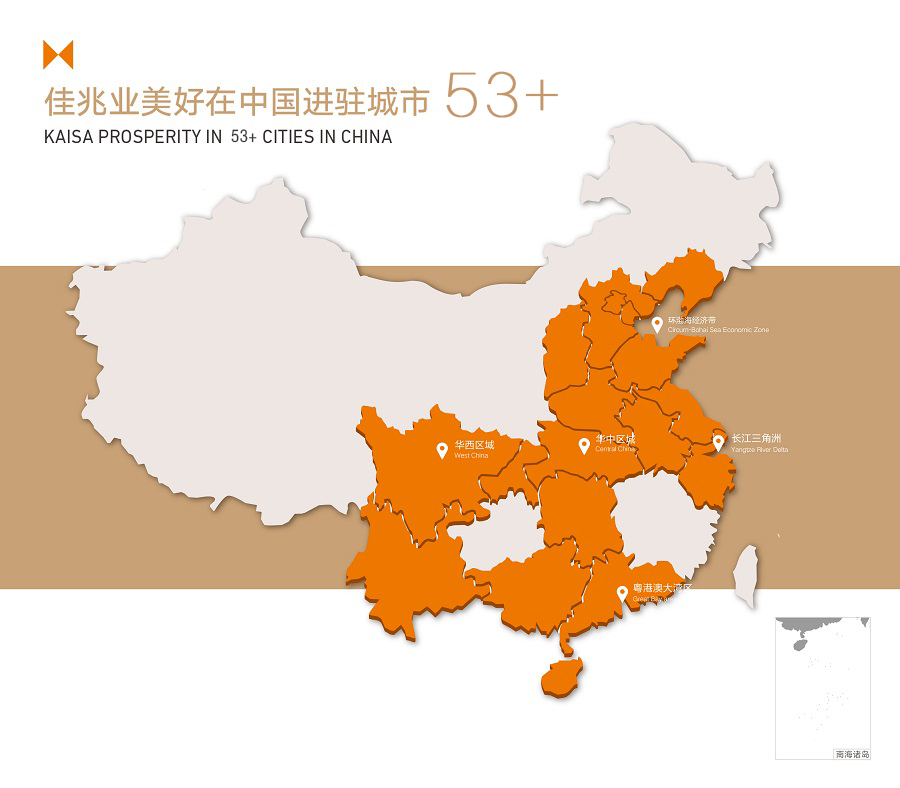 佳兆业美好在中国进驻城市 53+
KAISA PROSPERITY IN 53+ CITIES IN CHINA
环渤海经济带
Circum-Bohai Sea Economic Zone
华西区域
West China
华中区域
Central China
长江三角洲
Yangtze River Delta
粤港澳大湾区
Great Bay
南海诸岛